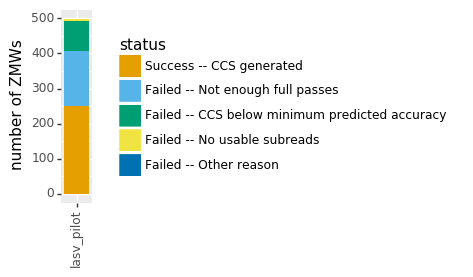 number of ZMWs
500
400
300
200
100
0
lasv_pilot
status
Success -- CCS generated
Failed -- Not enough full passes
Failed -- CCS below minimum predicted accuracy
Failed -- No usable subreads
Failed -- Other reason